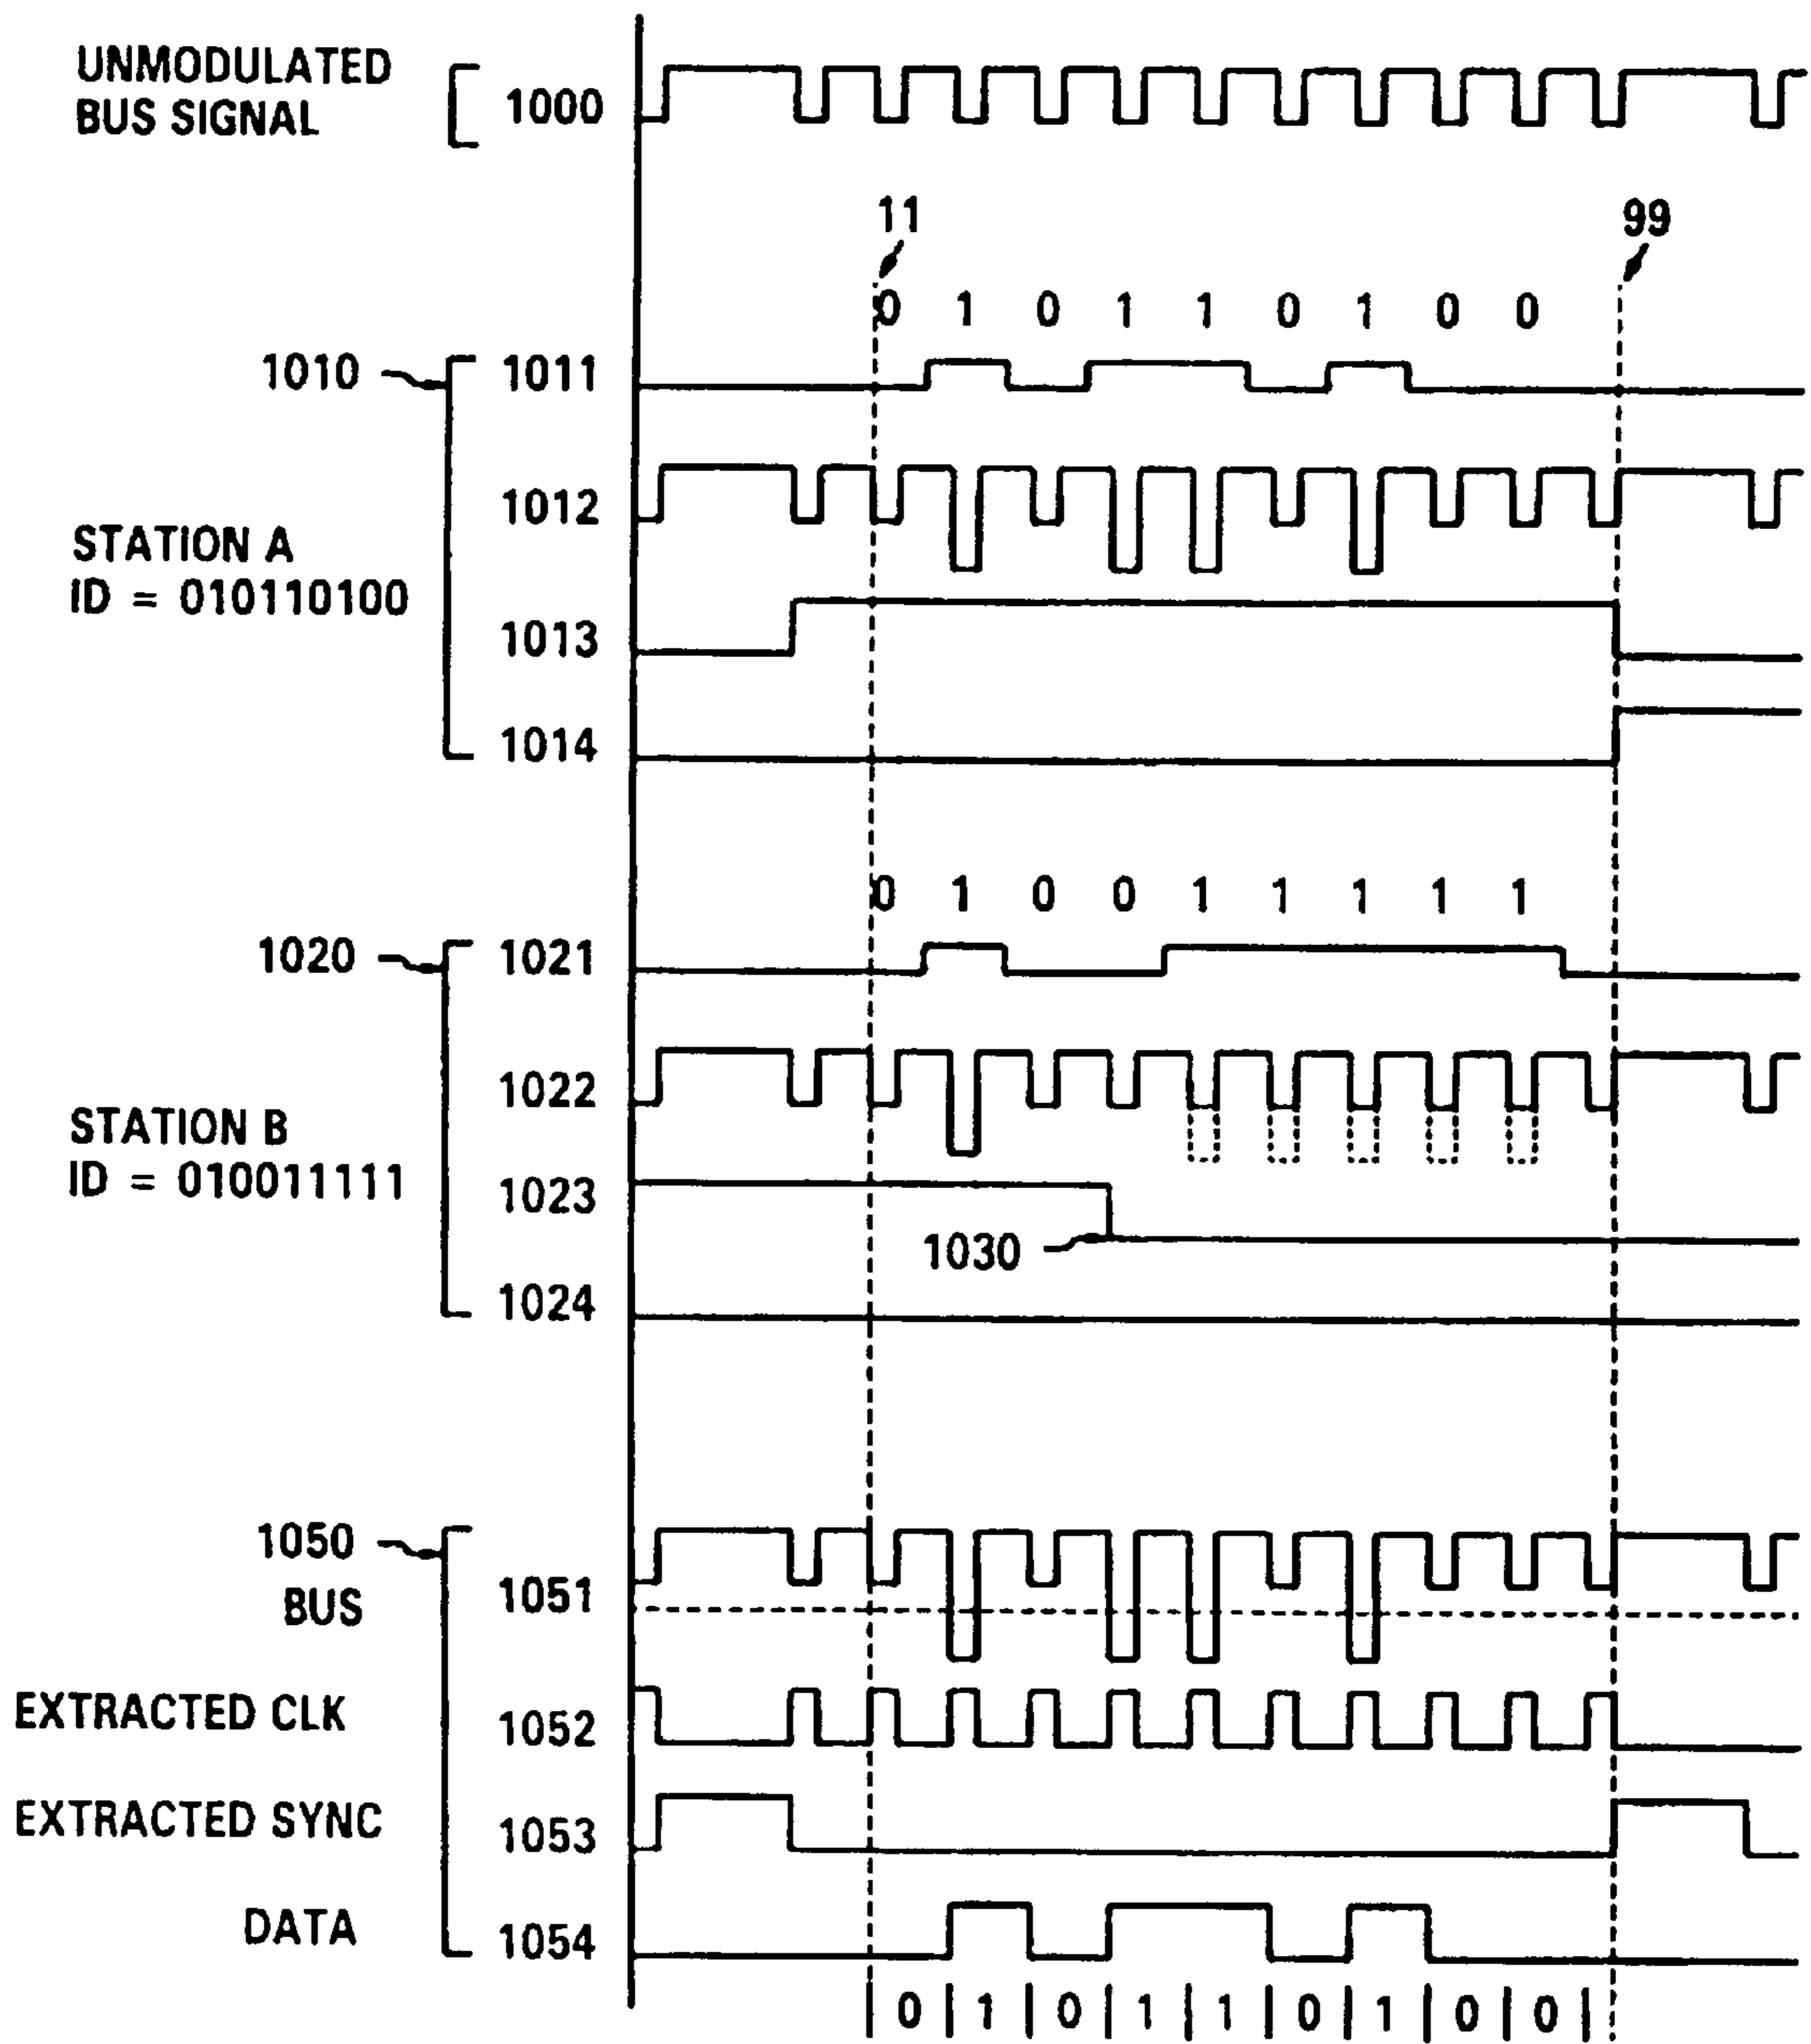 UNMODULATED
BUS SIGNAL
1000
11
99
0 1 0 1 1 0 1 0 0
1010
1011
1012
STATION A
ID = 010110100
1013
1014
0 1 0 0 1 1 1 1 1
1020
1021
1022
STATION B
ID = 010011111
1023
1030
1024
1050
BUS
1051
EXTRACTED CLK
1052
EXTRACTED SYNC
1053
DATA
1054
| 0 | 1 | 0 | 1 | 1 | 0 | 1 | 0 | 0 |